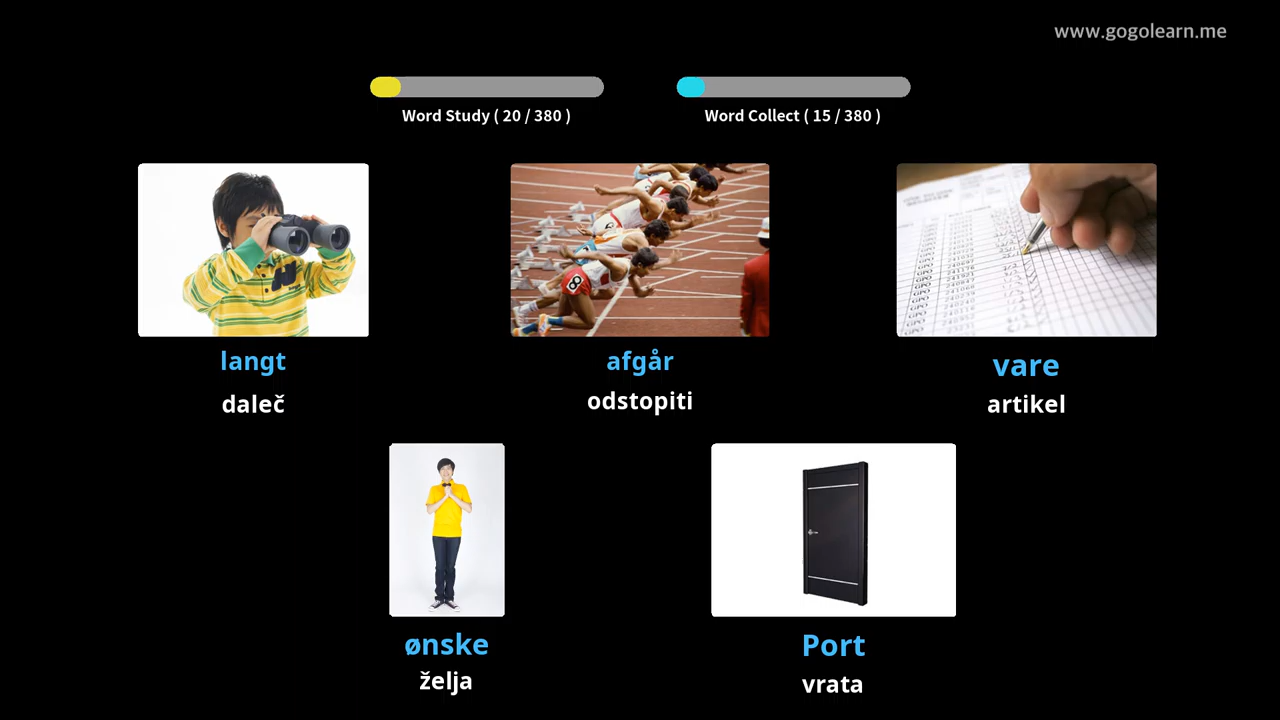 www.gogolearn.me
Word Study ( 20 / 380 )
Word Collect ( 15 / 380 )
langt
afgår
vare
daleč
odstopiti
artikel
ønske
Port
želja
vrata